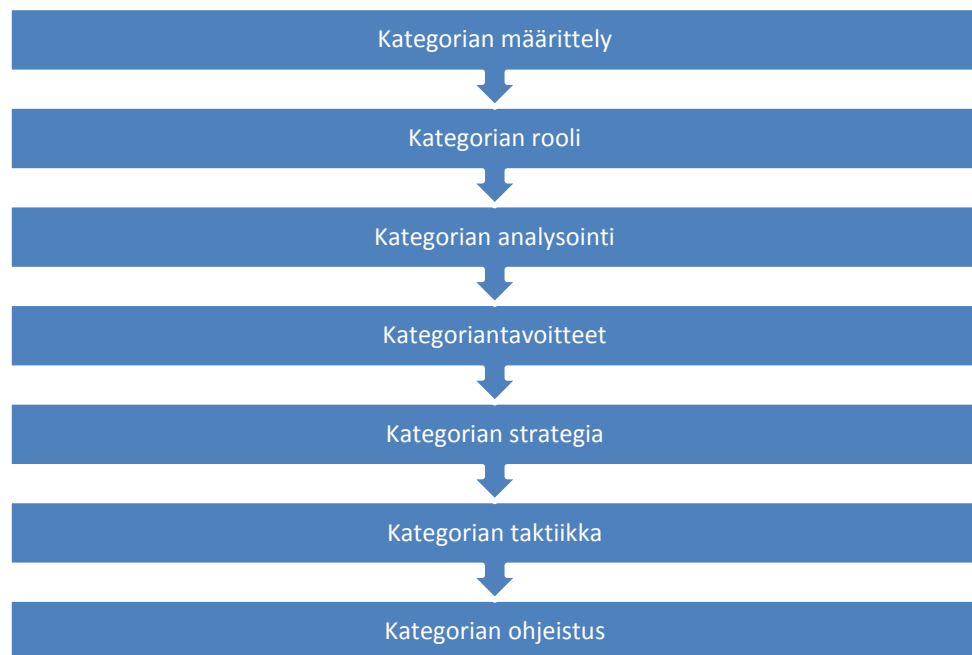 Kategorian määrittely
Kategorian rooli
Kategorian analysointi
Kategoriantavoitteet
Kategorian strategia
Kategorian taktiikka
Kategorian ohjeistus